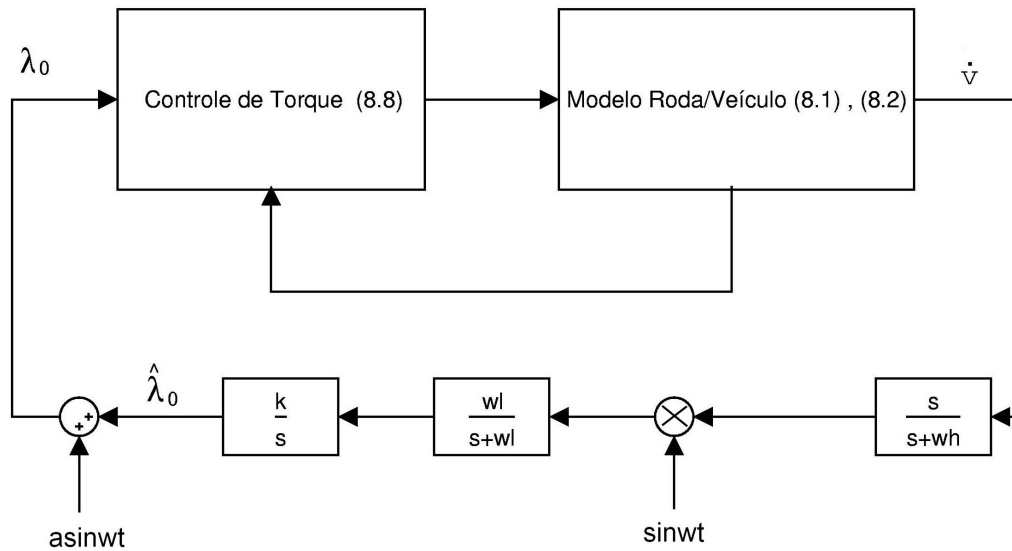 λ₀
Controle de Torque (8.8)
Modelo Roda/Veículo (8.1) , (8.2)
v̇
λ̂₀
k
s
wl
s+wl
s
s+wh
+
+
asinwt
sinwt